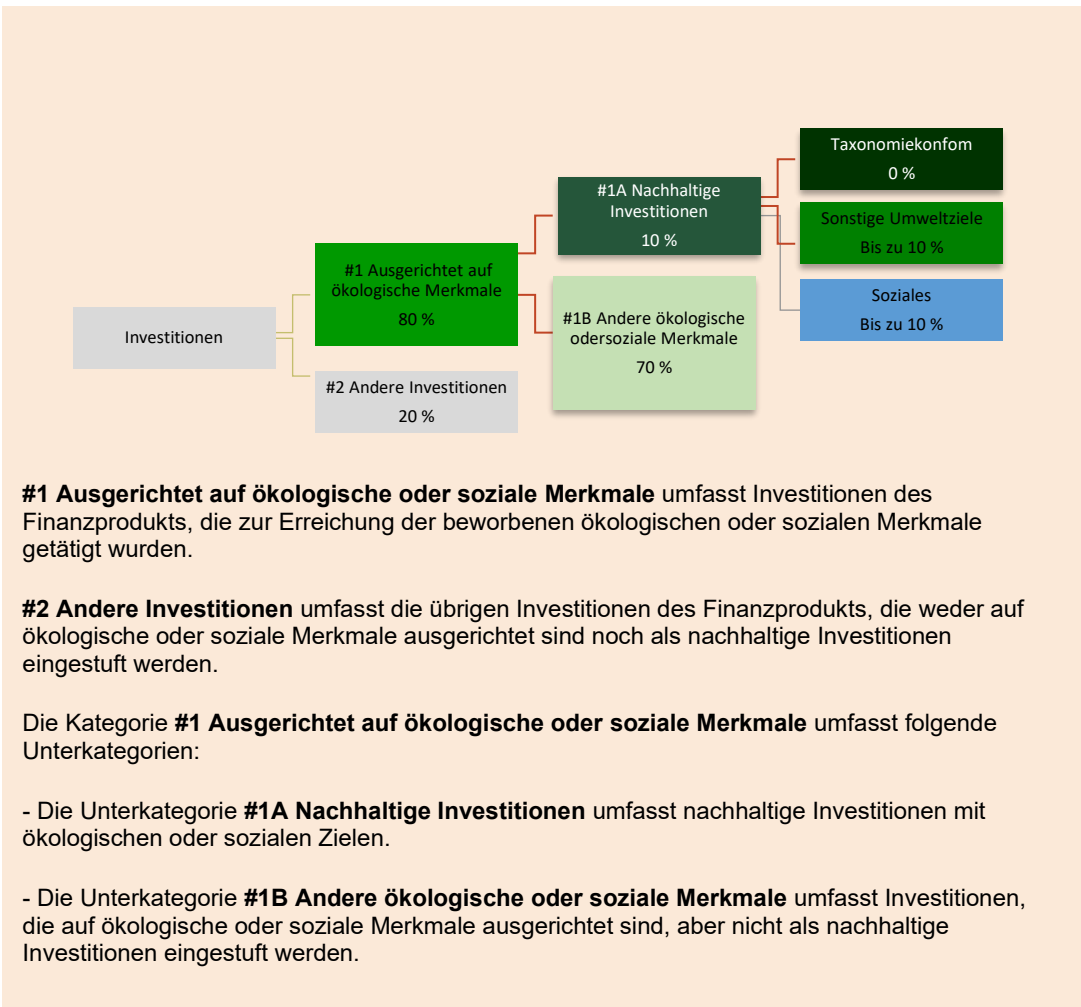 Investitionen
#1 Ausgerichtet auf
ökologische Merkmale
80 %
#2 Andere Investitionen
20 %
#1A Nachhaltige
Investitionen
10 %
#1B Andere ökologische
odersoziale Merkmale
70 %
Taxonomiekonfom
0 %
Sonstige Umweltziele
Bis zu 10 %
Soziales
Bis zu 10 %
#1 Ausgerichtet auf ökologische oder soziale Merkmale umfasst Investitionen des
Finanzprodukts, die zur Erreichung der beworbenen ökologischen oder sozialen Merkmale
getätigt wurden.
#2 Andere Investitionen umfasst die übrigen Investitionen des Finanzprodukts, die weder auf
ökologische oder soziale Merkmale ausgerichtet sind noch als nachhaltige Investitionen
eingestuft werden.
Die Kategorie #1 Ausgerichtet auf ökologische oder soziale Merkmale umfasst folgende
Unterkategorien:
- Die Unterkategorie #1A Nachhaltige Investitionen umfasst nachhaltige Investitionen mit
ökologischen oder sozialen Zielen.
- Die Unterkategorie #1B Andere ökologische oder soziale Merkmale umfasst Investitionen,
die auf ökologische oder soziale Merkmale ausgerichtet sind, aber nicht als nachhaltige
Investitionen eingestuft werden.